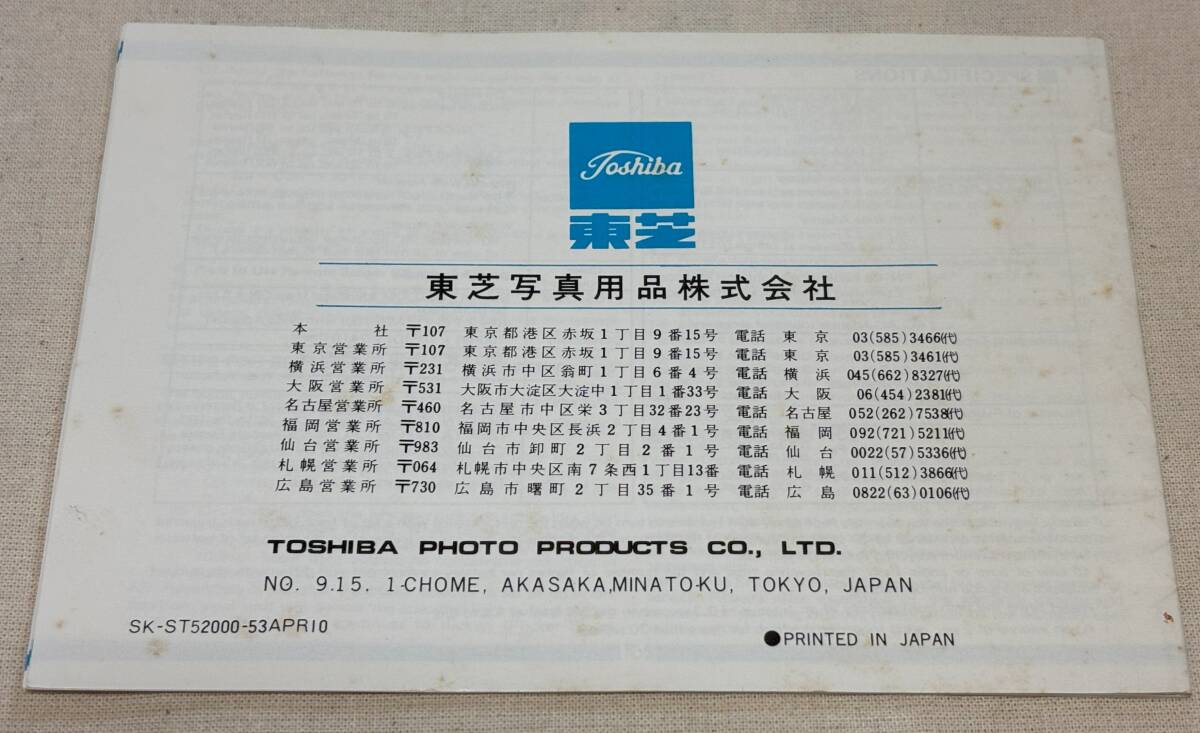 SPECIFICATIONS
Toshiba
東芝
東芝写真用品株式会社
本社 〒107 東京都港区赤坂1丁目9番15号 電話 東京 03(585)3466(代)
東京営業所 〒107 東京都港区赤坂1丁目9番15号 電話 東京 03(585)3461(代)
横浜営業所 〒231 横浜市中区翁町1丁目6番4号 電話 横浜 045(662)8327(代)
大阪営業所 〒531 大阪市大淀区大淀中1丁目1番33号 電話 大阪 06(454)2381(代)
名古屋営業所 〒460 名古屋市中区栄3丁目32番23号 電話 名古屋 052(262)7538(代)
福岡営業所 〒810 福岡市中央区長浜2丁目4番1号 電話 福岡 092(721)5211(代)
仙台営業所 〒983 仙台市卸町2丁目2番1号 電話 仙台 0022(57)5336(代)
札幌営業所 〒064 札幌市中央区南7条西1丁目13番 電話 札幌 011(512)3866(代)
広島営業所 〒730 広島市曙町2丁目35番1号 電話 広島 0822(63)0106(代)
TOSHIBA PHOTO PRODUCTS CO., LTD.
NO. 9.15. 1-CHOME, AKASAKA,MINATO-KU, TOKYO, JAPAN
SK-ST52000-53APR10
●PRINTED IN JAPAN